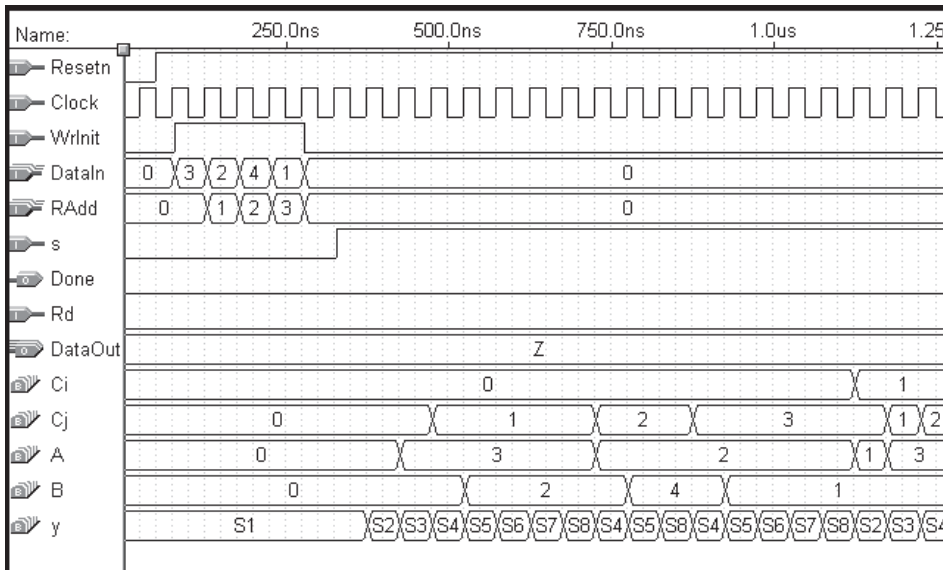 Name: 250.0ns 500.0ns 750.0ns 1.0us 1.25
Resetn
Clock
WrInit
DataIn 0 3 2 4 1 0
RAdd 0 1 2 3 0
s
Done
Rd
DataOut Z
Ci 0 1
Cj 0 1 2 3 1 2
A 0 3 2 1 3
B 0 2 4 1
y S1 S2 S3 S4 S5 S6 S7 S8 S4 S5 S8 S4 S5 S6 S7 S8 S2 S3 S4